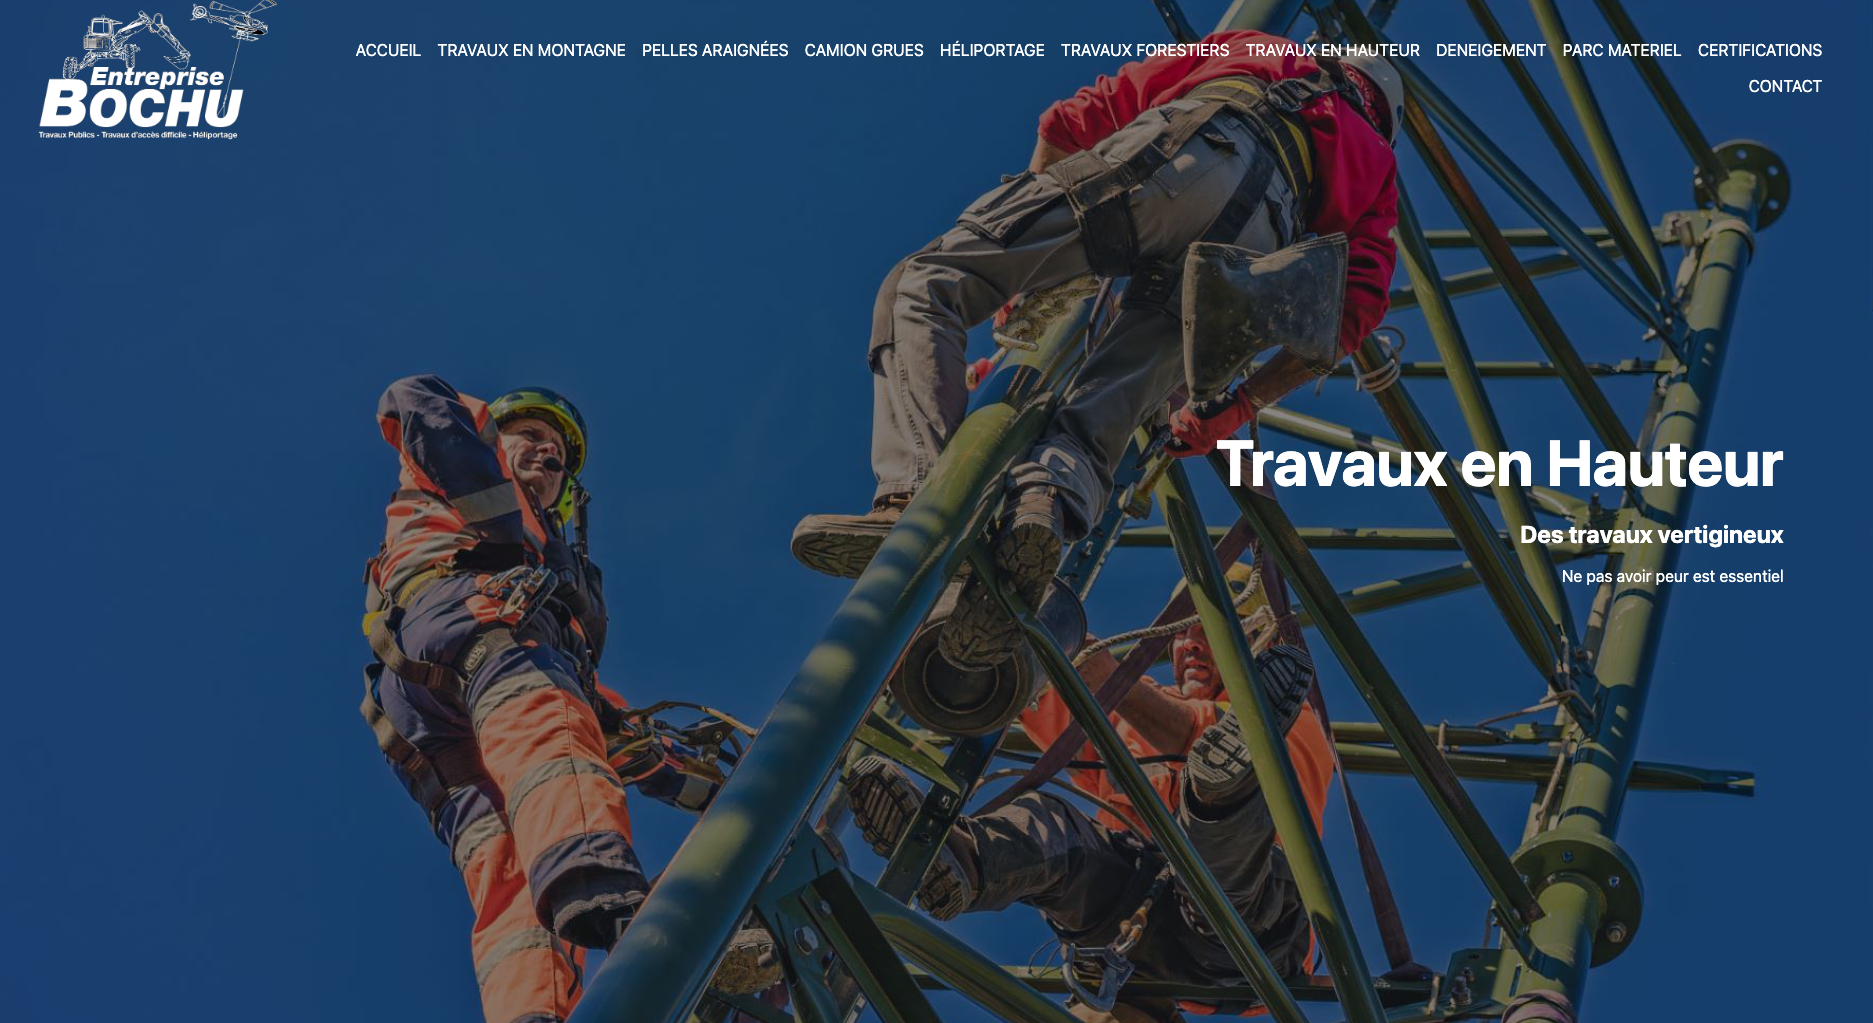 Entreprise
BOCHU
Travaux Publics - Travaux d'accès difficile - Héliportage
ACCUEIL TRAVAUX EN MONTAGNE PELLES ARAIGNÉES CAMION GRUES HÉLIPORTAGE TRAVAUX FORESTIERS TRAVAUX EN HAUTEUR DENEIGEMENT PARC MATERIEL CERTIFICATIONS
CONTACT
Travaux en Hauteur
Des travaux vertigineux
Ne pas avoir peur est essentiel